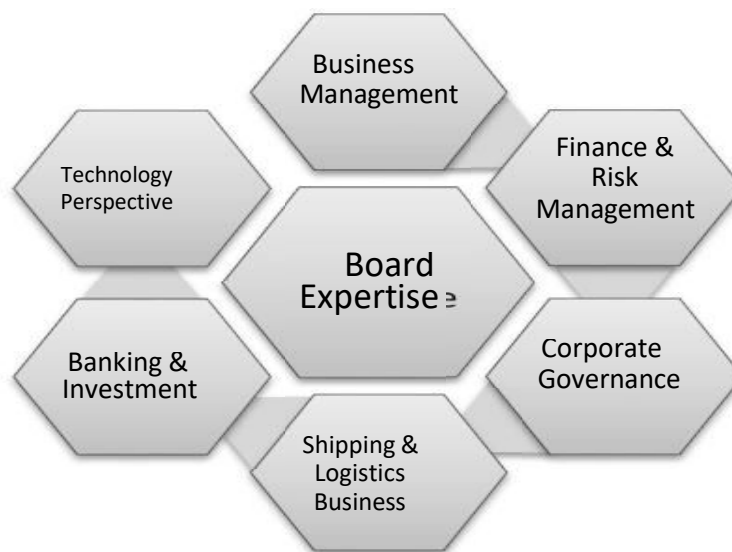 Business
Management
Finance &
Risk
Management
Technology
Perspective
Board
Expertise
Corporate
Governance
Banking &
Investment
Shipping &
Logistics
Business